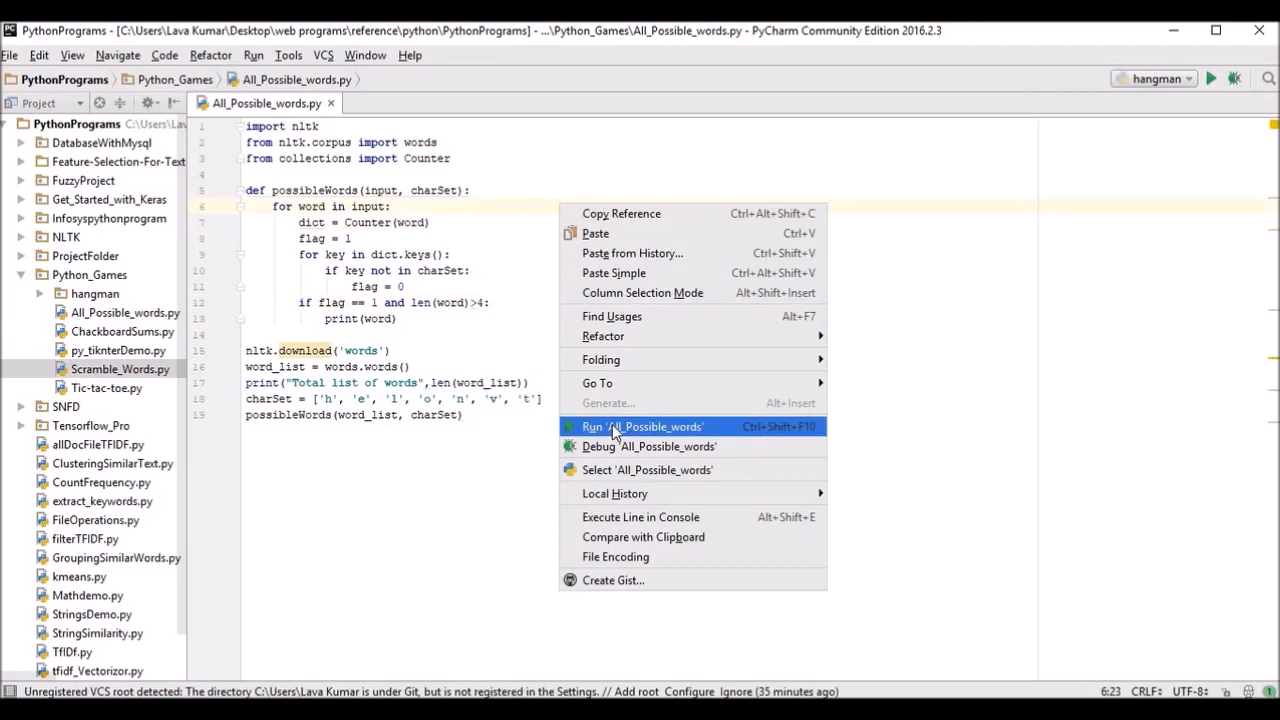 PythonPrograms - [C:\Users\Lava Kumar\Desktop\web programs\reference\python\PythonPrograms] - ...\Python_Games\All_Possible_words.py - PyCharm Community Edition 2016.2.3
File Edit View Navigate Code Refactor Run Tools VCS Window Help
PythonPrograms Python_Games All_Possible_words.py hangman
Project
All_Possible_words.py
PythonPrograms C:\Users\Lav
DatabaseWithMysql
Feature-Selection-For-Text
FuzzyProject
Get_Started_with_Keras
Infosyspythonprogram
NLTK
ProjectFolder
Python_Games
hangman
All_Possible_words.py
ChackboardSums.py
py_tiknterDemo.py
Scramble_Words.py
Tic-tac-toe.py
SNFD
Tensorflow_Pro
allDocFileTFIDF.py
ClusteringSimilarText.py
CountFrequency.py
extract_keywords.py
FileOperations.py
filterTFIDF.py
GroupingSimilarWords.py
kmeans.py
Mathdemo.py
StringsDemo.py
StringSimilarity.py
TfIDf.py
tfidf_Vectorizor.py
1 import nltk
2 from nltk.corpus import words
3 from collections import Counter
4
5 def possibleWords(input, charSet):
6 for word in input:
7 dict = Counter(word)
8 flag = 1
9 for key in dict.keys():
10 if key not in charSet:
11 flag = 0
12 if flag == 1 and len(word)>4:
13 print(word)
14
15 nltk.download('words')
16 word_list = words.words()
17 print("Total list of words",len(word_list))
18 charSet = ['h', 'e', 'l', 'o', 'n', 'v', 't']
19 possibleWords(word_list, charSet)
Copy Reference Ctrl+Alt+Shift+C
Paste Ctrl+V
Paste from History... Ctrl+Shift+V
Paste Simple Ctrl+Alt+Shift+V
Column Selection Mode Alt+Shift+Insert
Find Usages Alt+F7
Refactor
Folding
Go To
Generate... Alt+Insert
Run 'All_Possible_words' Ctrl+Shift+F10
Debug 'All_Possible_words'
Select 'All_Possible_words'
Local History
Execute Line in Console Alt+Shift+E
Compare with Clipboard
File Encoding
Create Gist...
Unregistered VCS root detected: The directory C:\Users\Lava Kumar is under Git, but is not registered in the Settings. // Add root Configure Ignore (35 minutes ago) 6:23 CRLF UTF-8 1